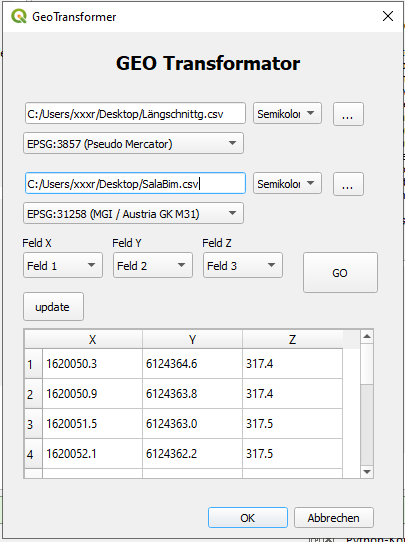 GeoTransformer
GEO Transformator
C:/Users/xxxr/Desktop/Längschnittg.csv Semikolon ...
EPSG:3857 (Pseudo Mercator)
C:/Users/xxxr/Desktop/SalaBim.csv Semikolon ...
EPSG:31258 (MGI / Austria GK M31)
Feld X Feld Y Feld Z
Feld 1 Feld 2 Feld 3 GO
update
X Y Z
1 1620050.3 6124364.6 317.4
2 1620050.9 6124363.8 317.4
3 1620051.5 6124363.0 317.5
4 1620052.1 6124362.2 317.5
OK Abbrechen